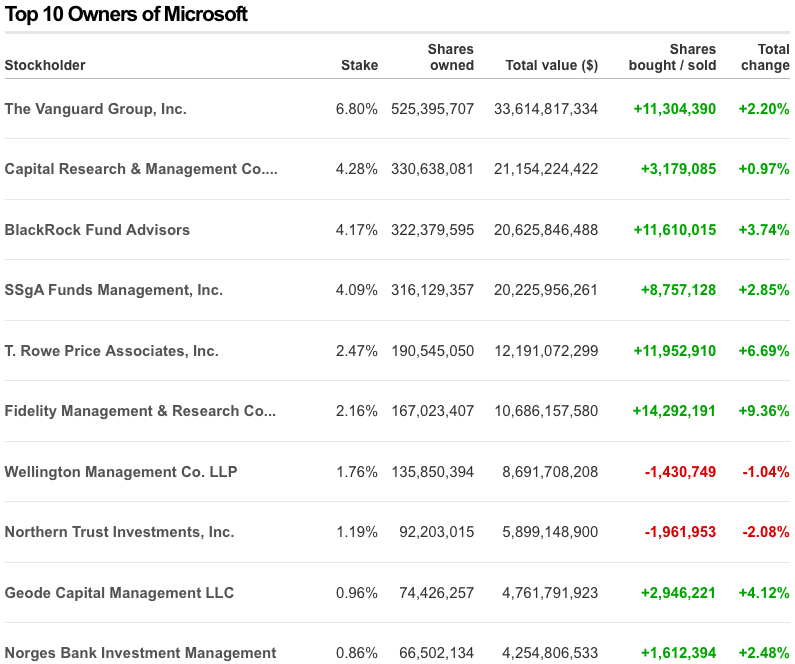 Top 10 Owners of Microsoft
Stockholder Stake Shares owned Total value ($) Shares bought / sold Total change
The Vanguard Group, Inc. 6.80% 525,395,707 33,614,817,334 +11,304,390 +2.20%
Capital Research & Management Co.... 4.28% 330,638,081 21,154,224,422 +3,179,085 +0.97%
BlackRock Fund Advisors 4.17% 322,379,595 20,625,846,488 +11,610,015 +3.74%
SSgA Funds Management, Inc. 4.09% 316,129,357 20,225,956,261 +8,757,128 +2.85%
T. Rowe Price Associates, Inc. 2.47% 190,545,050 12,191,072,299 +11,952,910 +6.69%
Fidelity Management & Research Co... 2.16% 167,023,407 10,686,157,580 +14,292,191 +9.36%
Wellington Management Co. LLP 1.76% 135,850,394 8,691,708,208 -1,430,749 -1.04%
Northern Trust Investments, Inc. 1.19% 92,203,015 5,899,148,900 -1,961,953 -2.08%
Geode Capital Management LLC 0.96% 74,426,257 4,761,791,923 +2,946,221 +4.12%
Norges Bank Investment Management 0.86% 66,502,134 4,254,806,533 +1,612,394 +2.48%